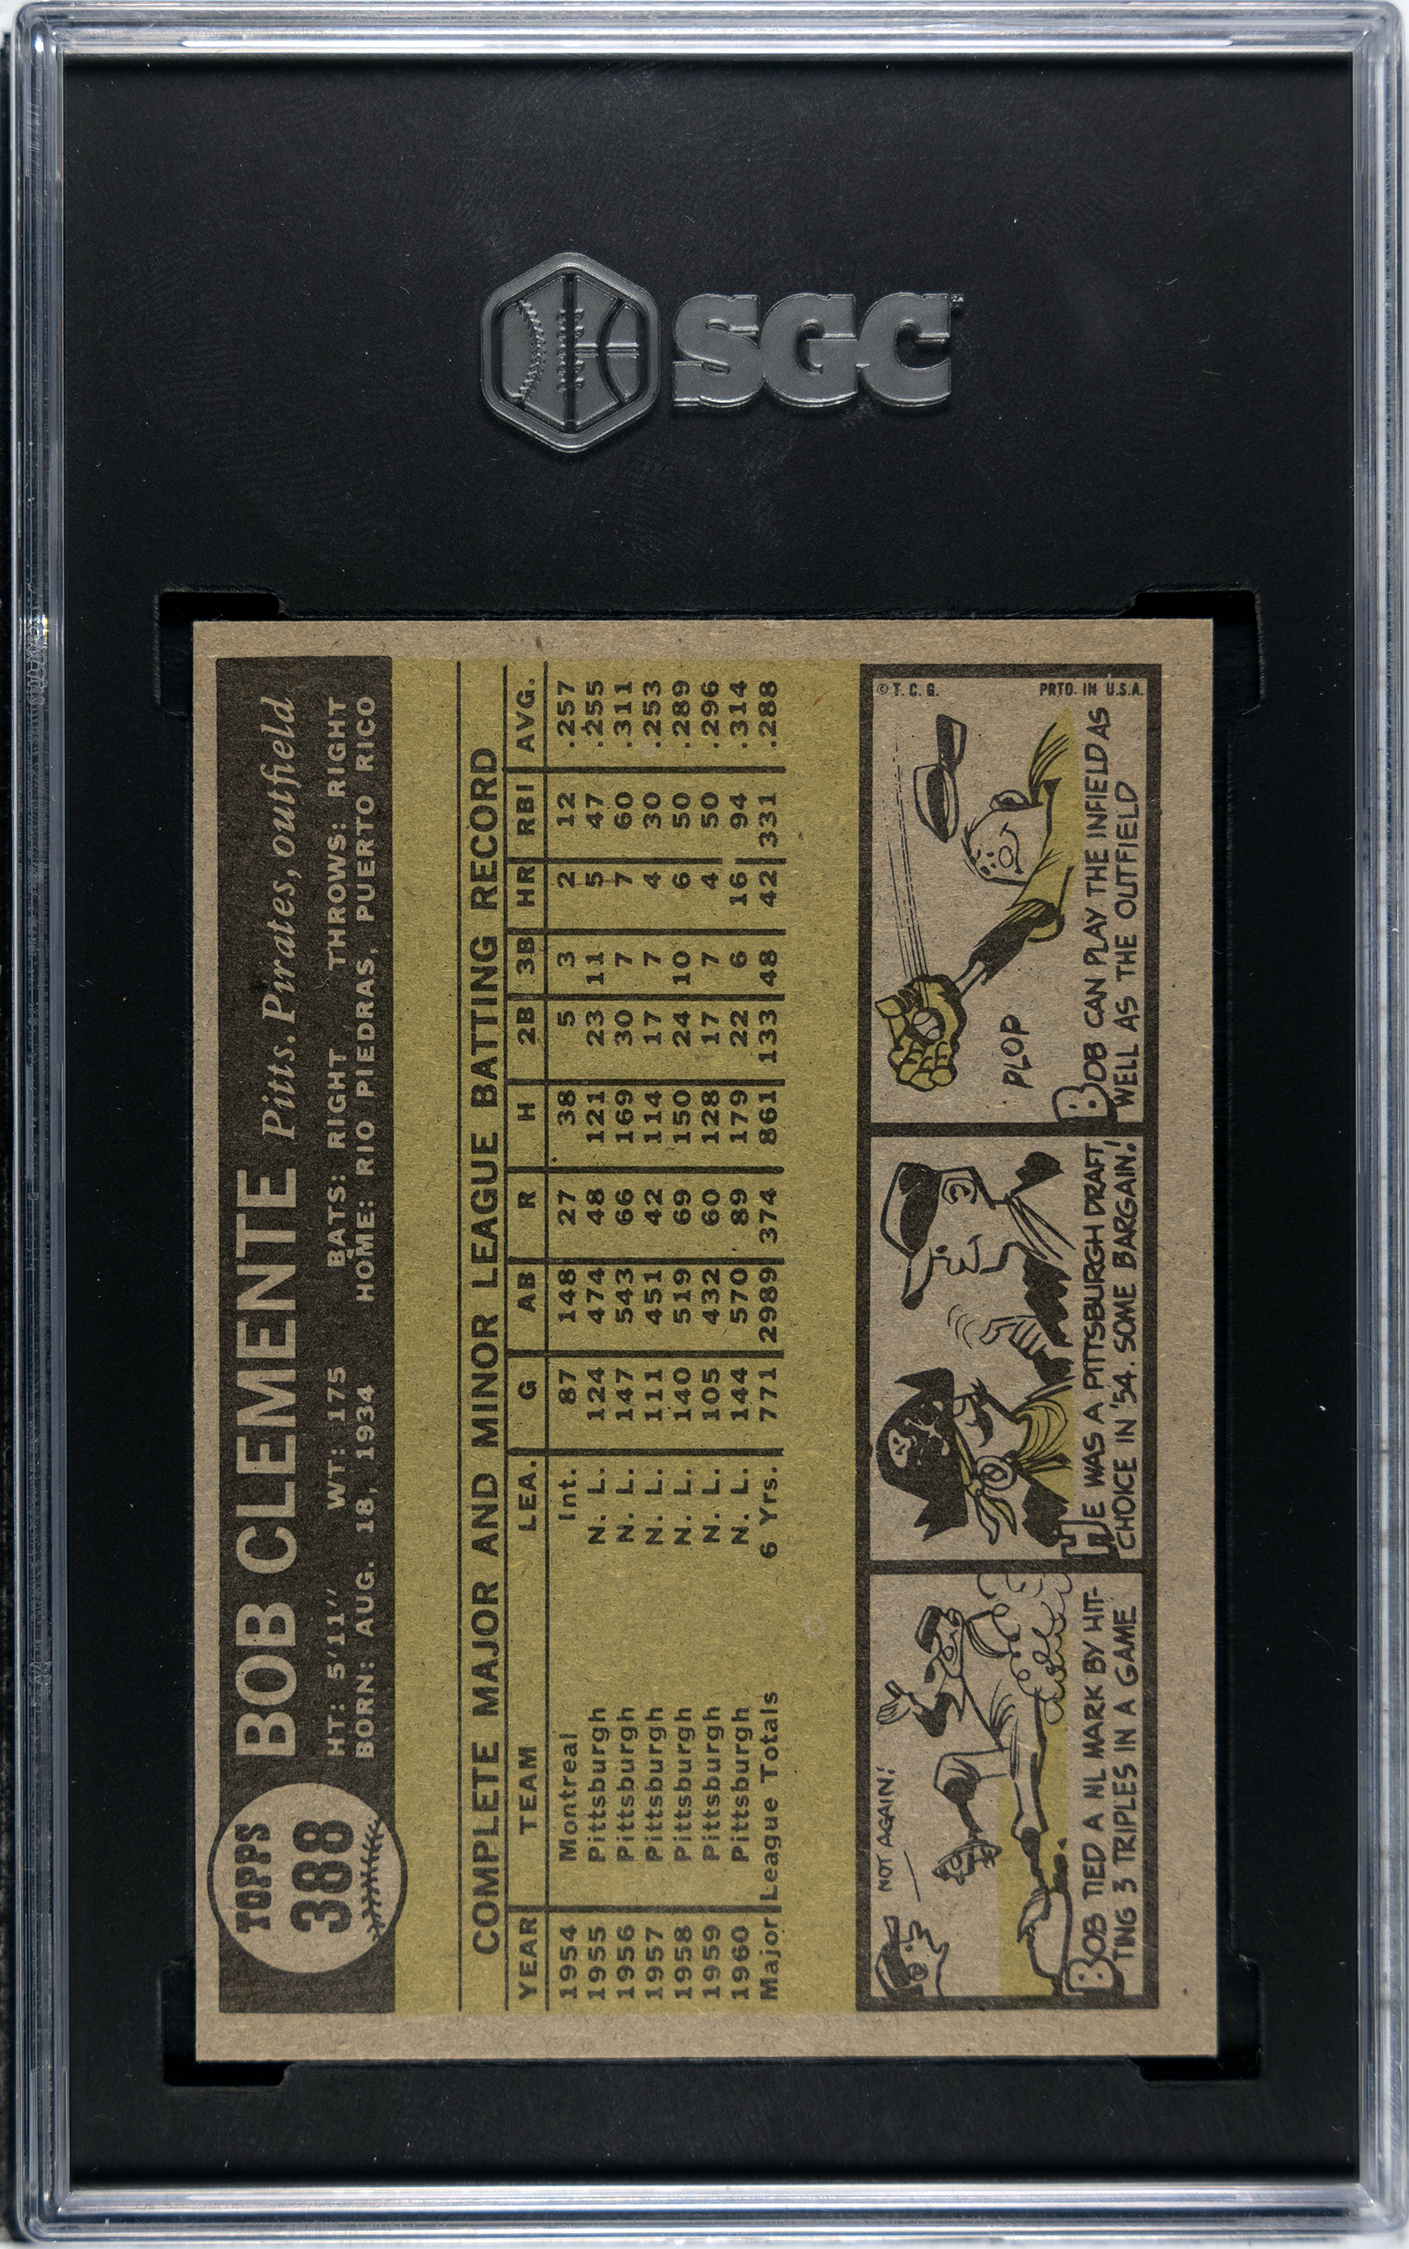 SGC
TOPPS
388
BOB CLEMENTE Pitts. Pirates, outfield
HT: 5'11" WT: 175 BATS: RIGHT THROWS: RIGHT
BORN: AUG. 18, 1934 HOME: RIO PIEDRAS, PUERTO RICO
COMPLETE MAJOR AND MINOR LEAGUE BATTING RECORD
YEAR TEAM LEA. G AB R H 2B 3B HR RBI AVG.
1954 Montreal Int. 87 148 27 38 5 3 2 12 .257
1955 Pittsburgh N. L. 124 474 48 121 23 11 5 47 .255
1956 Pittsburgh N. L. 147 543 66 169 30 7 7 60 .311
1957 Pittsburgh N. L. 111 451 42 114 17 7 4 30 .253
1958 Pittsburgh N. L. 140 519 69 150 24 10 6 50 .289
1959 Pittsburgh N. L. 105 432 60 128 17 7 4 50 .296
1960 Pittsburgh N. L. 144 570 89 179 22 6 16 94 .314
Major League Totals 6 Yrs. 771 2989 374 861 133 48 42 331 .288
NOT AGAIN!
BOB TIED A NL MARK BY HIT-
TING 3 TRIPLES IN A GAME
HE WAS A PITTSBURGH DRAFT
CHOICE IN '54. SOME BARGAIN!
© T. C. G. PRTD. IN U.S.A.
PLOP
BOB CAN PLAY THE INFIELD AS
WELL AS THE OUTFIELD